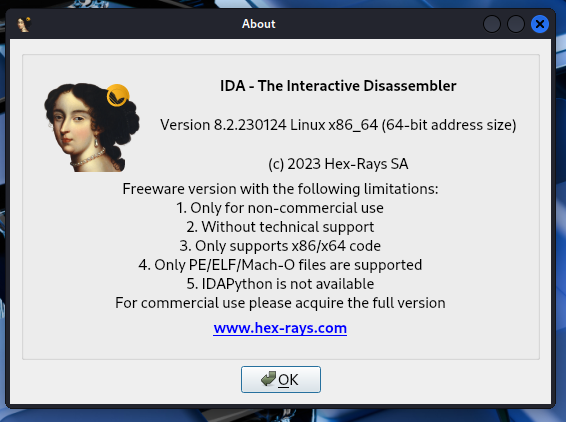 About
IDA - The Interactive Disassembler
Version 8.2.230124 Linux x86_64 (64-bit address size)
(c) 2023 Hex-Rays SA
Freeware version with the following limitations:
1. Only for non-commercial use
2. Without technical support
3. Only supports x86/x64 code
4. Only PE/ELF/Mach-O files are supported
5. IDAPython is not available
For commercial use please acquire the full version
www.hex-rays.com
OK